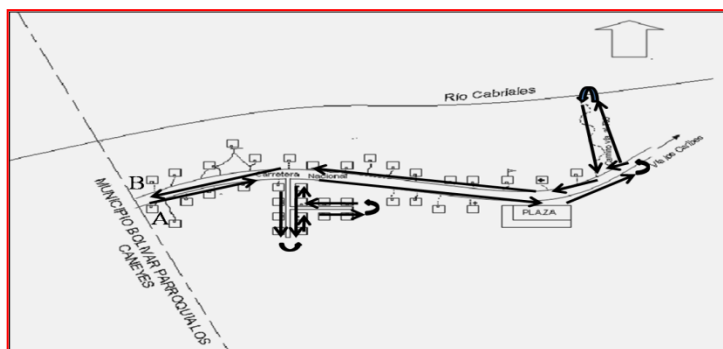 Río Cabriales
Vía los Caribes
B
Carretera
Nacional
A
PLAZA
MUNICIPIO BOLIVAR PARROQUIA LOS
CANEYES